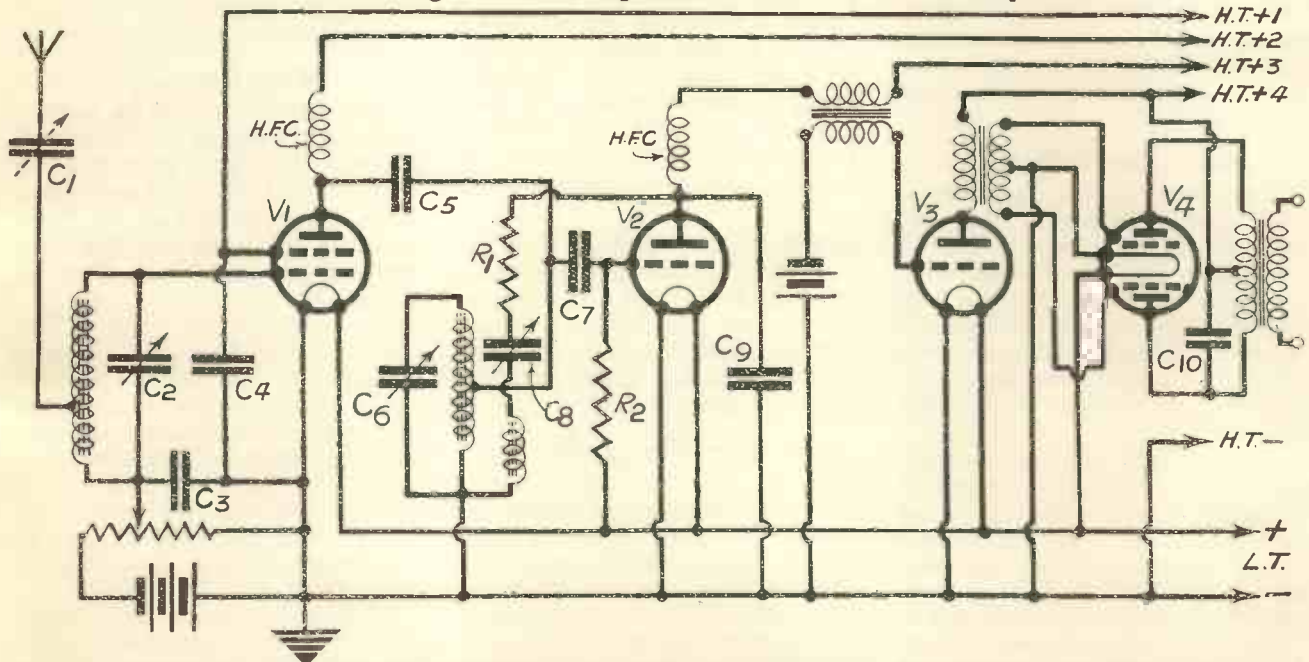 H.T.+1
H.T.+2
H.T+3
H.T+4
H.F.C.
H.F.C.
C1
V1
C5
V2
V3
V4
R1
C7
C2
C4
C6
C8
R2
C9
C10
C3
H.T.-
+
L.T.
-